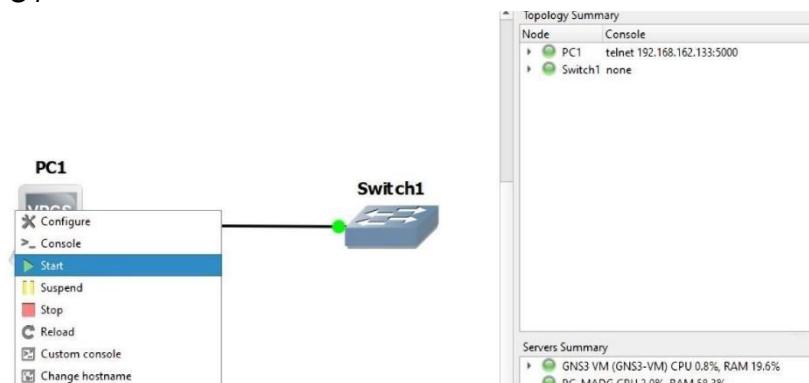 Topology Summary
Node Console
PC1 telnet 192.168.162.133:5000
Switch1 none
PC1
Switch1
VPCS
Configure
>_ Console
Start
Suspend
Stop
Reload
Custom console
Change hostname
Servers Summary
GNS3 VM (GNS3-VM) CPU 0.8%, RAM 19.6%